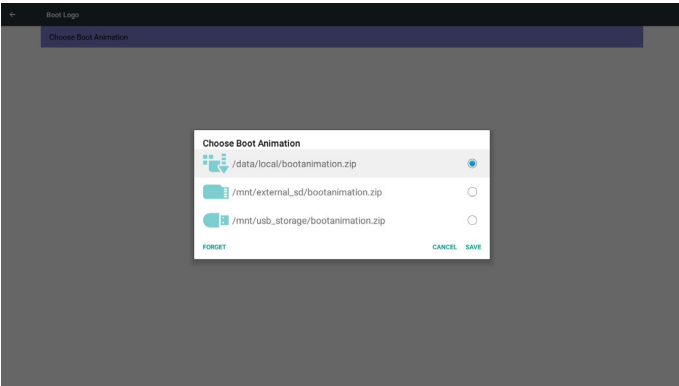 Boot Logo
Choose Boot Animation
Choose Boot Animation
/data/local/bootanimation.zip
/mnt/external_sd/bootanimation.zip
/mnt/usb_storage/bootanimation.zip
FORGET CANCEL SAVE